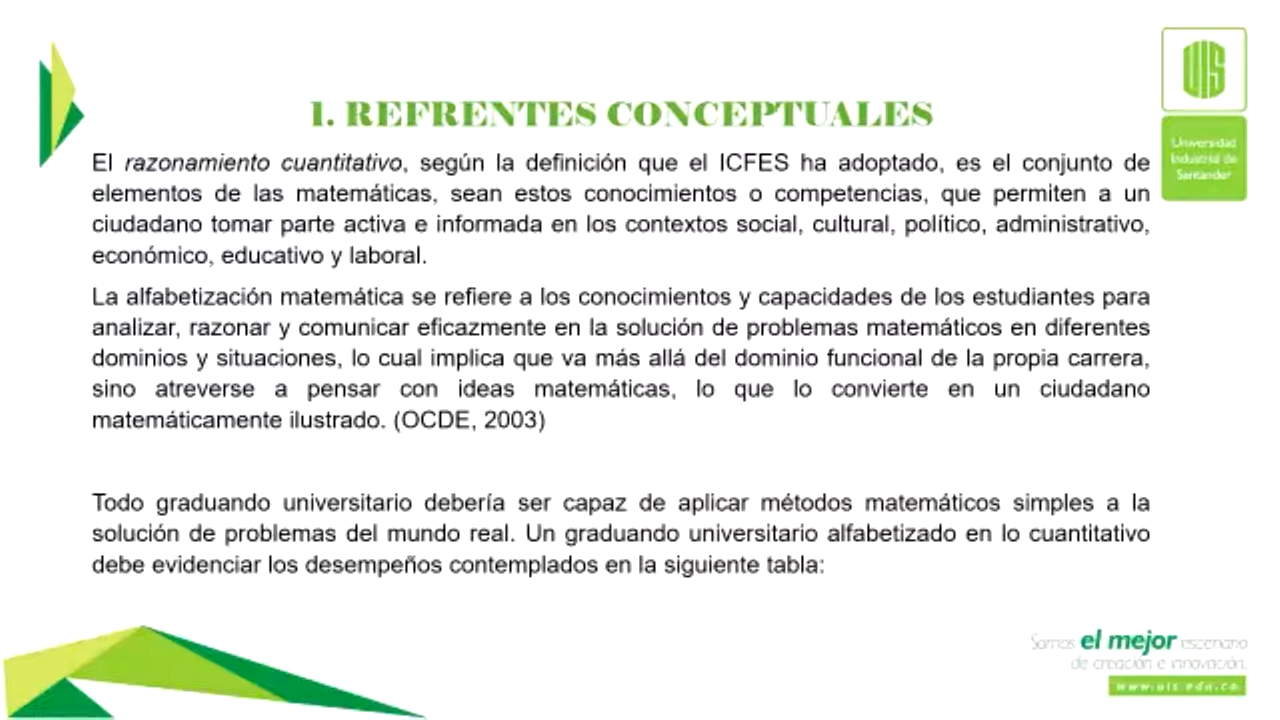 1. REFRENTES CONCEPTUALES
El razonamiento cuantitativo, según la definición que el ICFES ha adoptado, es el conjunto de
elementos de las matemáticas, sean estos conocimientos o competencias, que permiten a un
ciudadano tomar parte activa e informada en los contextos social, cultural, político, administrativo,
económico, educativo y laboral.
La alfabetización matemática se refiere a los conocimientos y capacidades de los estudiantes para
analizar, razonar y comunicar eficazmente en la solución de problemas matemáticos en diferentes
dominios y situaciones, lo cual implica que va más allá del dominio funcional de la propia carrera,
sino atreverse a pensar con ideas matemáticas, lo que lo convierte en un ciudadano
matemáticamente ilustrado. (OCDE, 2003)
Todo graduando universitario debería ser capaz de aplicar métodos matemáticos simples a la
solución de problemas del mundo real. Un graduando universitario alfabetizado en lo cuantitativo
debe evidenciar los desempeños contemplados en la siguiente tabla:
UIS
Universidad
Industrial de
Santander
Somos el mejor escenario
de creación e innovación.
www.uis.edu.co